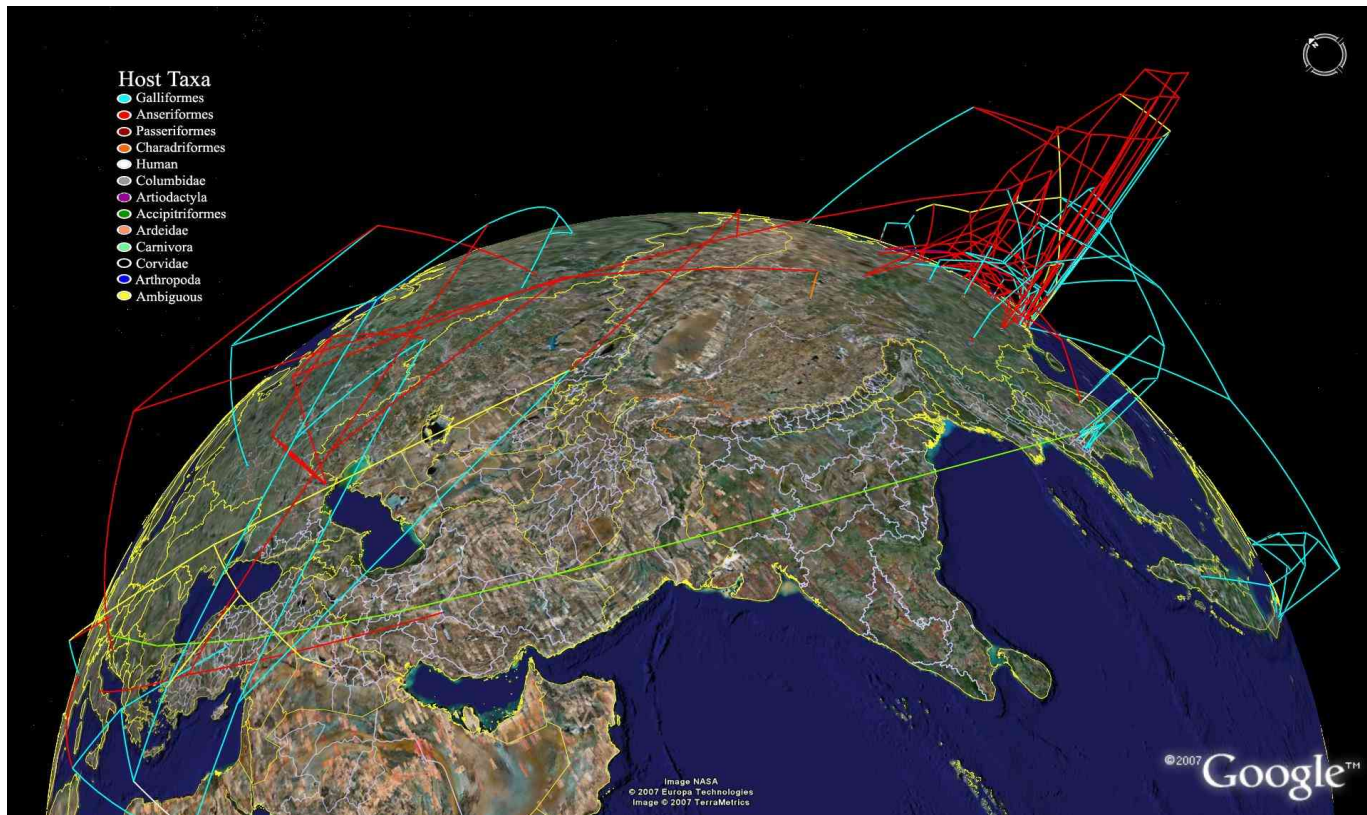 Host Taxa
Galliformes
Anseriformes
Passeriformes
Charadriformes
Human
Columbidae
Artiodactyla
Accipitriformes
Ardeidae
Carnivora
Corvidae
Arthropoda
Ambiguous
N
Image NASA
© 2007 Europa Technologies
Image © 2007 TerraMetrics
©2007 Google™